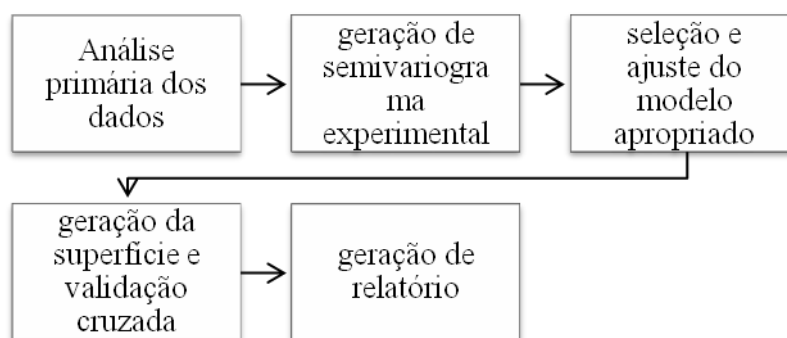 Análise
primária dos
dados
geração de
semivariogra
ma
experimental
seleção e
ajuste do
modelo
apropriado
geração da
superfície e
validação
cruzada
geração de
relatório